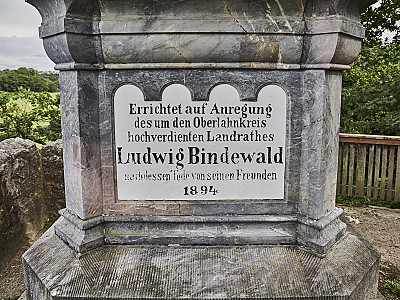 Errichtet auf Anregung
des um den Oberlahnkreis
hochverdienten Landrathes
Ludwig Bindewald
nach dessen Tode von seinen Freunden
1894